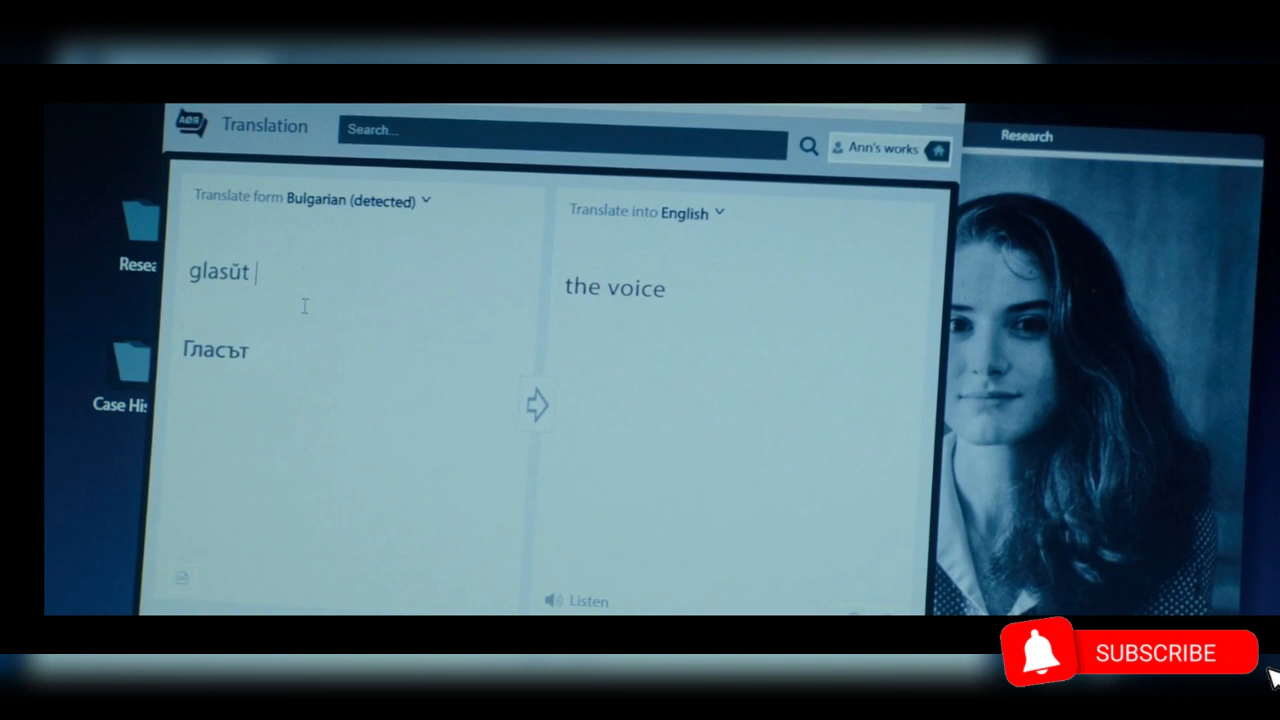 AØЯ
Translation
Search...
Ann's works
Research
Translate form Bulgarian (detected)
Translate into English
glasŭt
the voice
Гласът
Case His
Listen
SUBSCRIBE